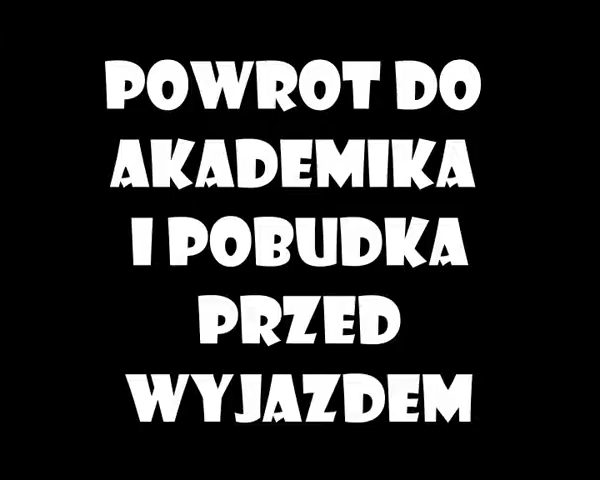 POWROT DO
AKADEMIKA
I POBUDKA
PRZED
WYJAZDEM